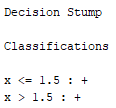 Decision Stump
Classifications
x <= 1.5 : +
x > 1.5 : +